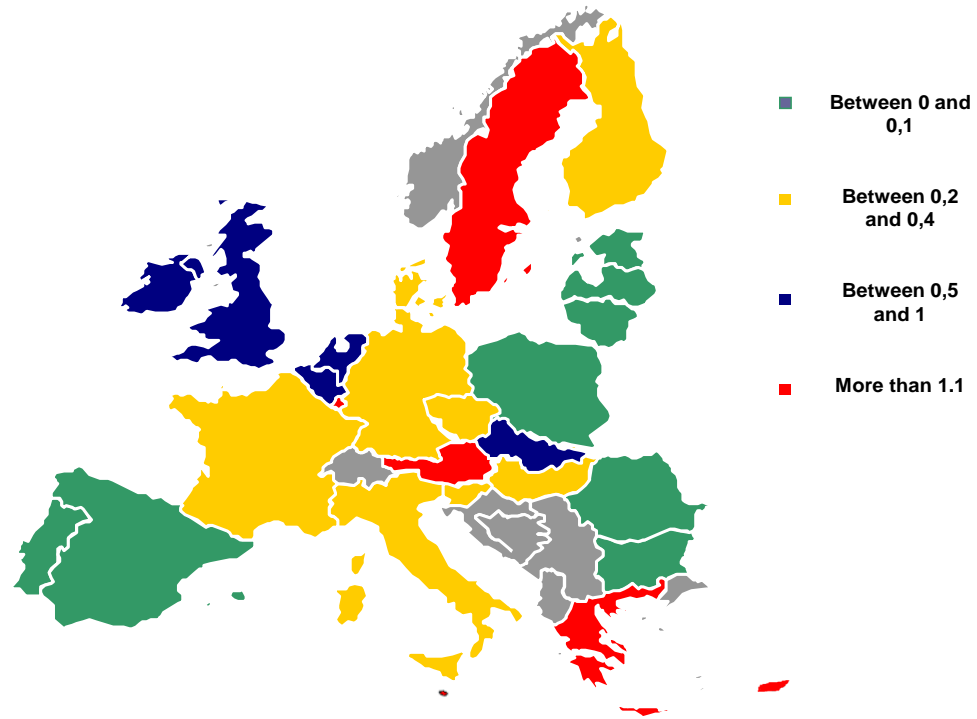 Between 0 and
0,1
Between 0,2
and 0,4
Between 0,5
and 1
More than 1.1